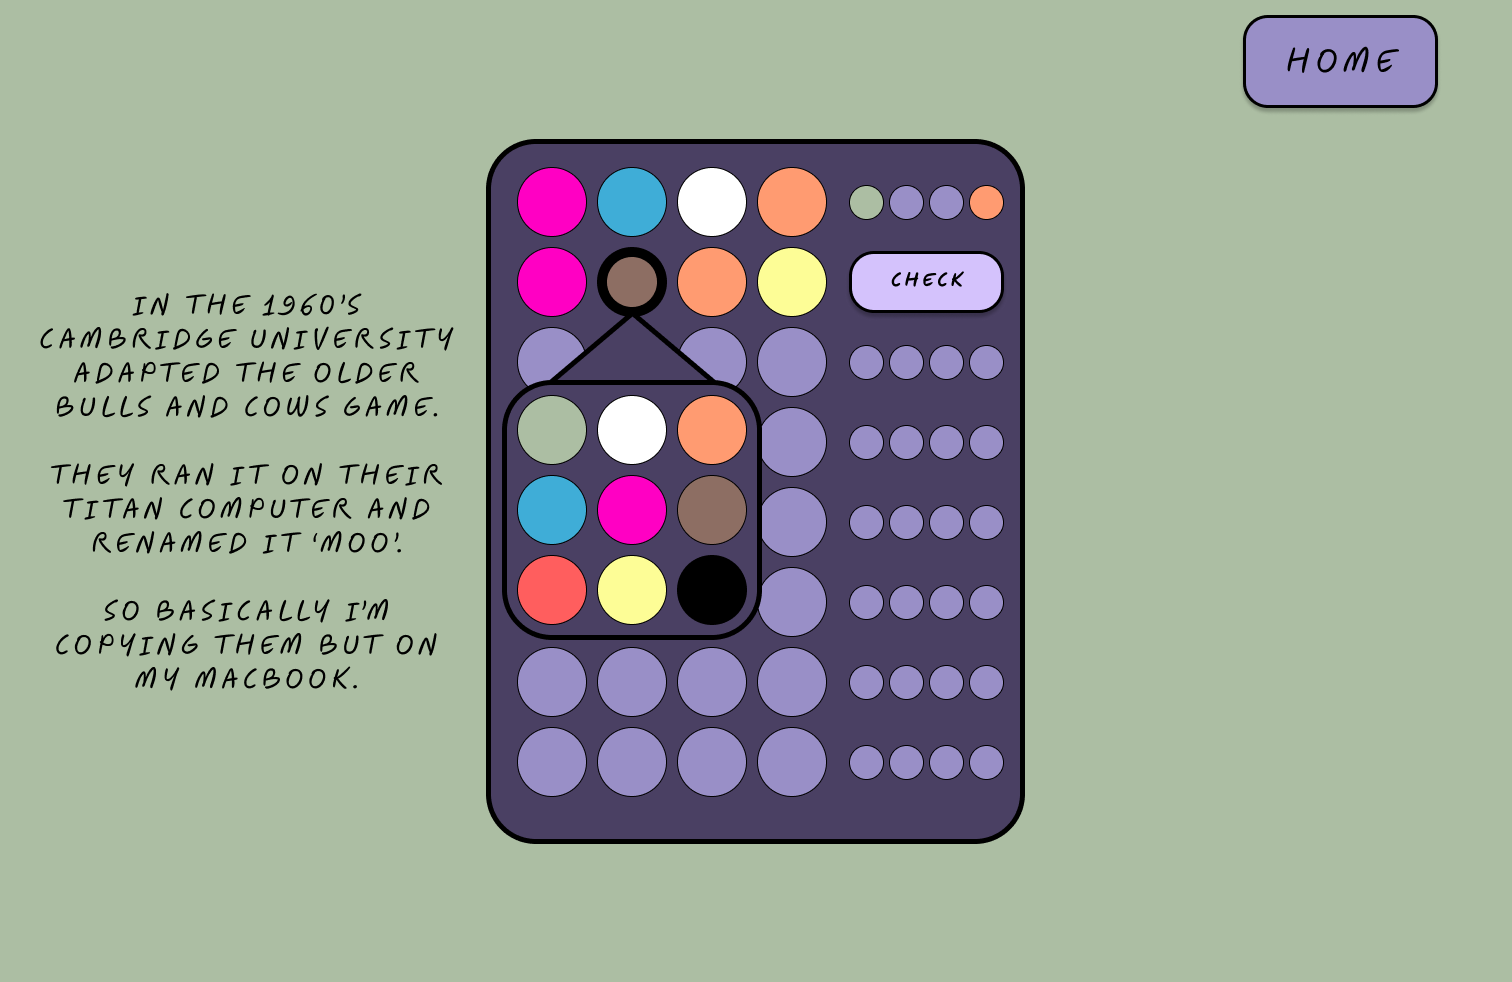 HOME
CHECK
IN THE 1960'S
CAMBRIDGE UNIVERSITY
ADAPTED THE OLDER
BULLS AND COWS GAME.
THEY RAN IT ON THEIR
TITAN COMPUTER AND
RENAMED IT 'MOO'.
SO BASICALLY I'M
COPYING THEM BUT ON
MY MACBOOK.